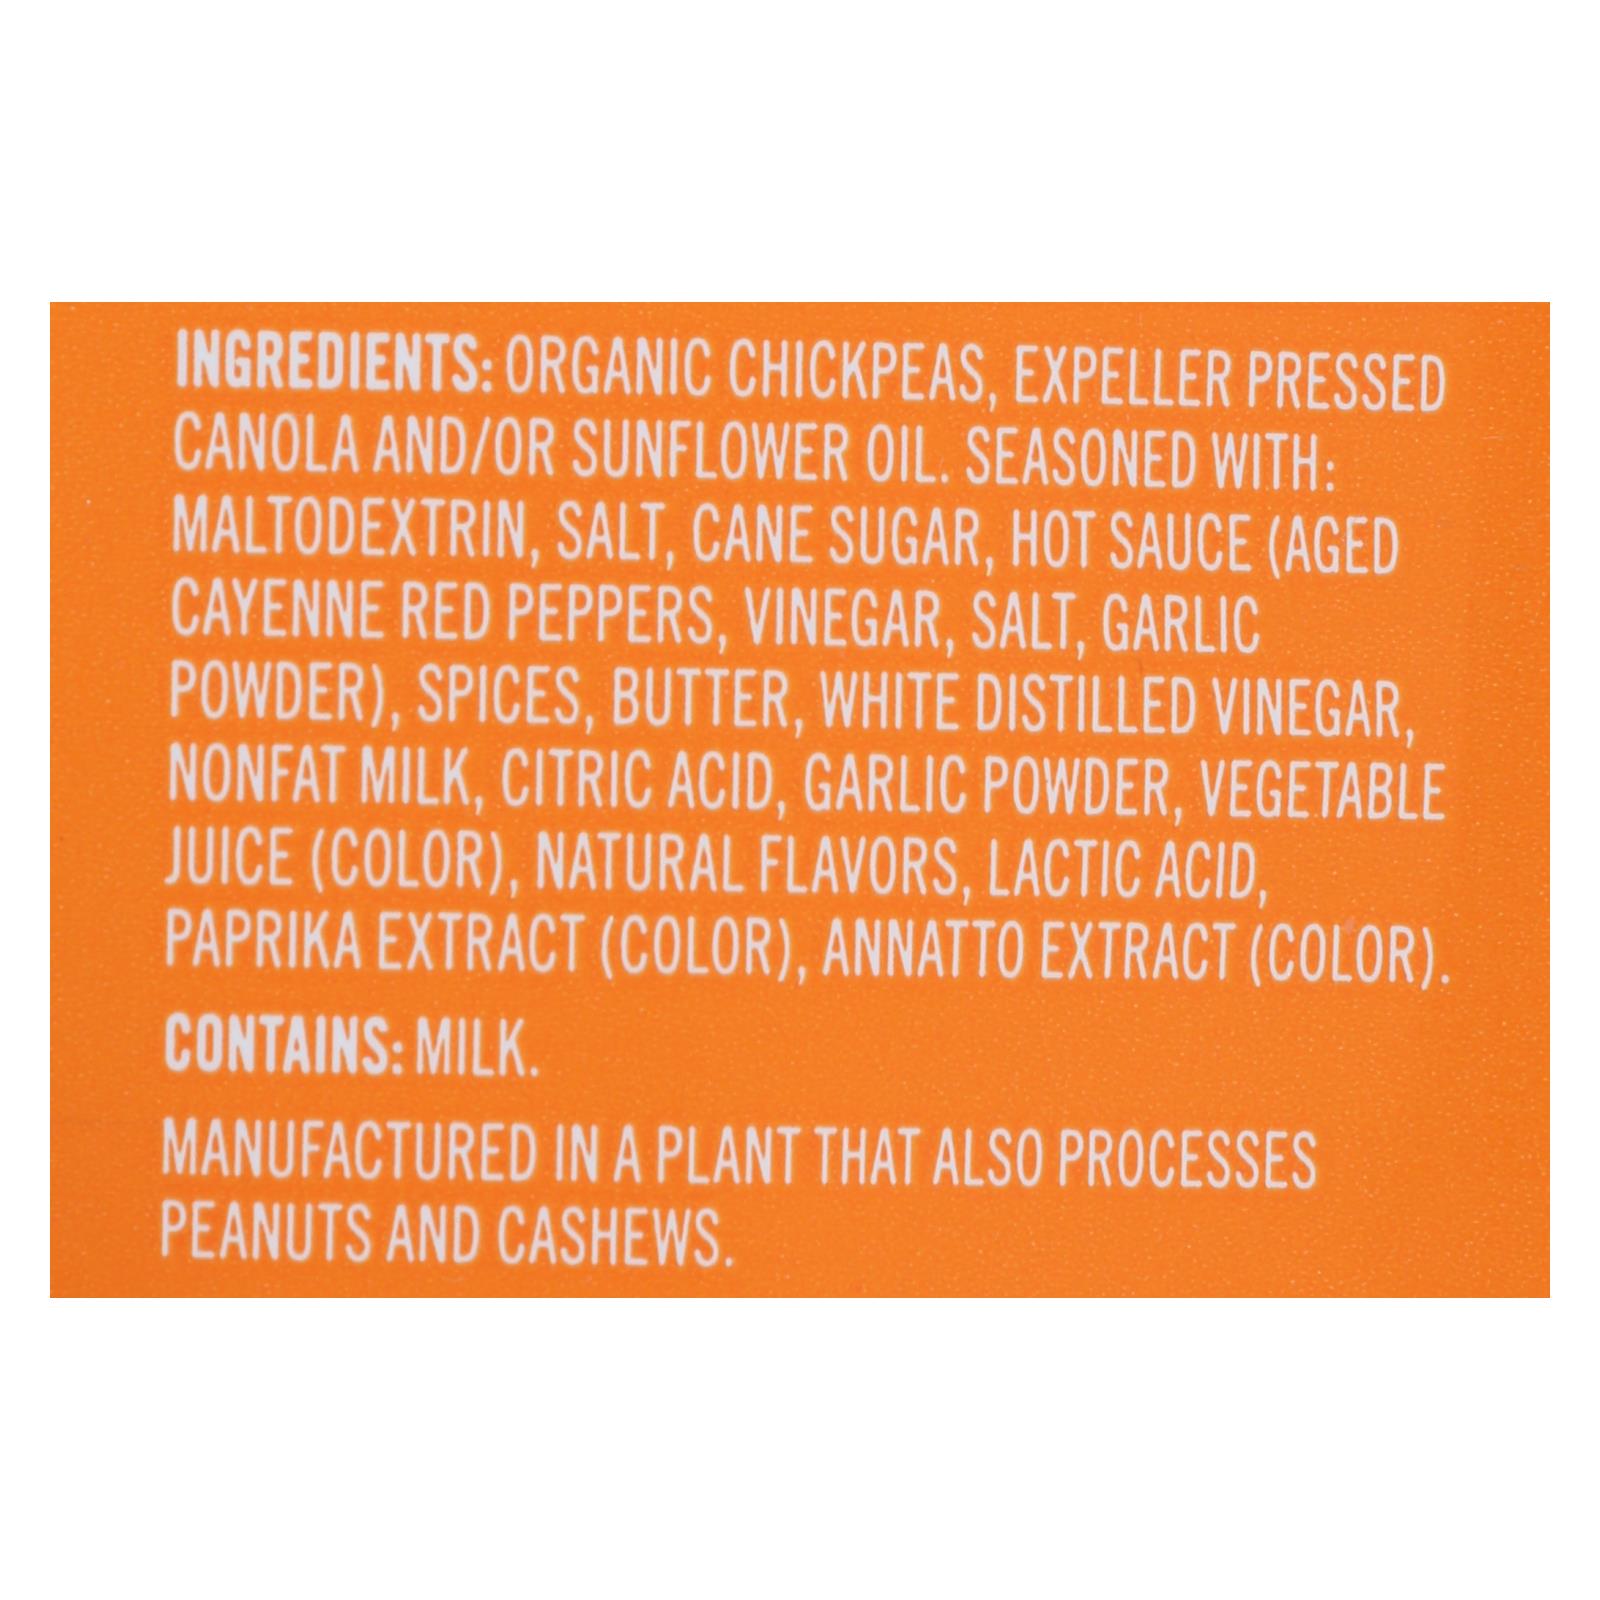 INGREDIENTS: ORGANIC CHICKPEAS, EXPELLER PRESSED
CANOLA AND/OR SUNFLOWER OIL. SEASONED WITH:
MALTODEXTRIN, SALT, CANE SUGAR, HOT SAUCE (AGED
CAYENNE RED PEPPERS, VINEGAR, SALT, GARLIC
POWDER), SPICES, BUTTER, WHITE DISTILLED VINEGAR,
NONFAT MILK, CITRIC ACID, GARLIC POWDER, VEGETABLE
JUICE (COLOR), NATURAL FLAVORS, LACTIC ACID,
PAPRIKA EXTRACT (COLOR), ANNATTO EXTRACT (COLOR).
CONTAINS: MILK.
MANUFACTURED IN A PLANT THAT ALSO PROCESSES
PEANUTS AND CASHEWS.